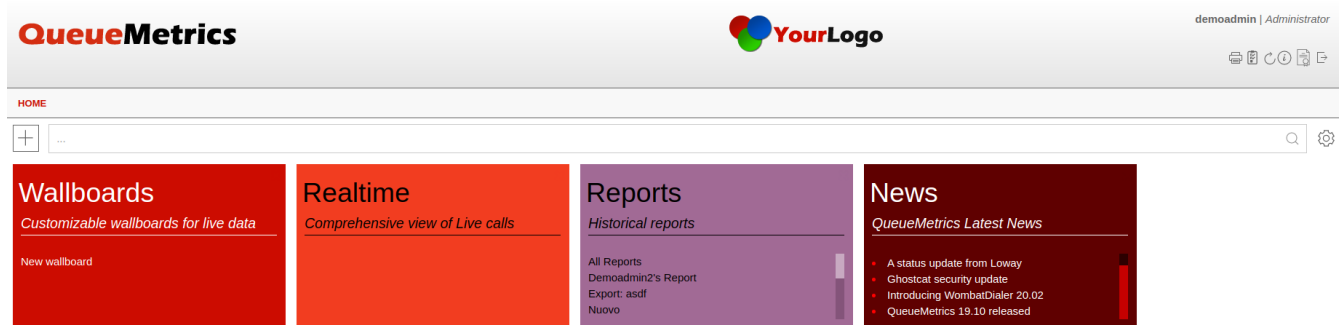 QueueMetrics
YourLogo
demoadmin | Administrator
HOME
...
Wallboards
Customizable wallboards for live data
New wallboard
Realtime
Comprehensive view of Live calls
Reports
Historical reports
All Reports
Demoadmin2's Report
Export: asdf
Nuovo
News
QueueMetrics Latest News
A status update from Loway
Ghostcat security update
Introducing WombatDialer 20.02
QueueMetrics 19.10 released